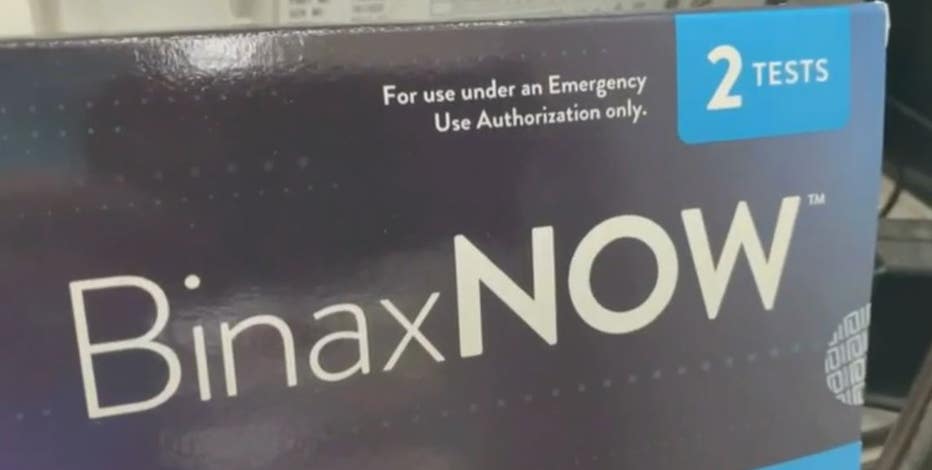 For use under an Emergency
Use Authorization only.
2 TESTS
BinaxNOW™